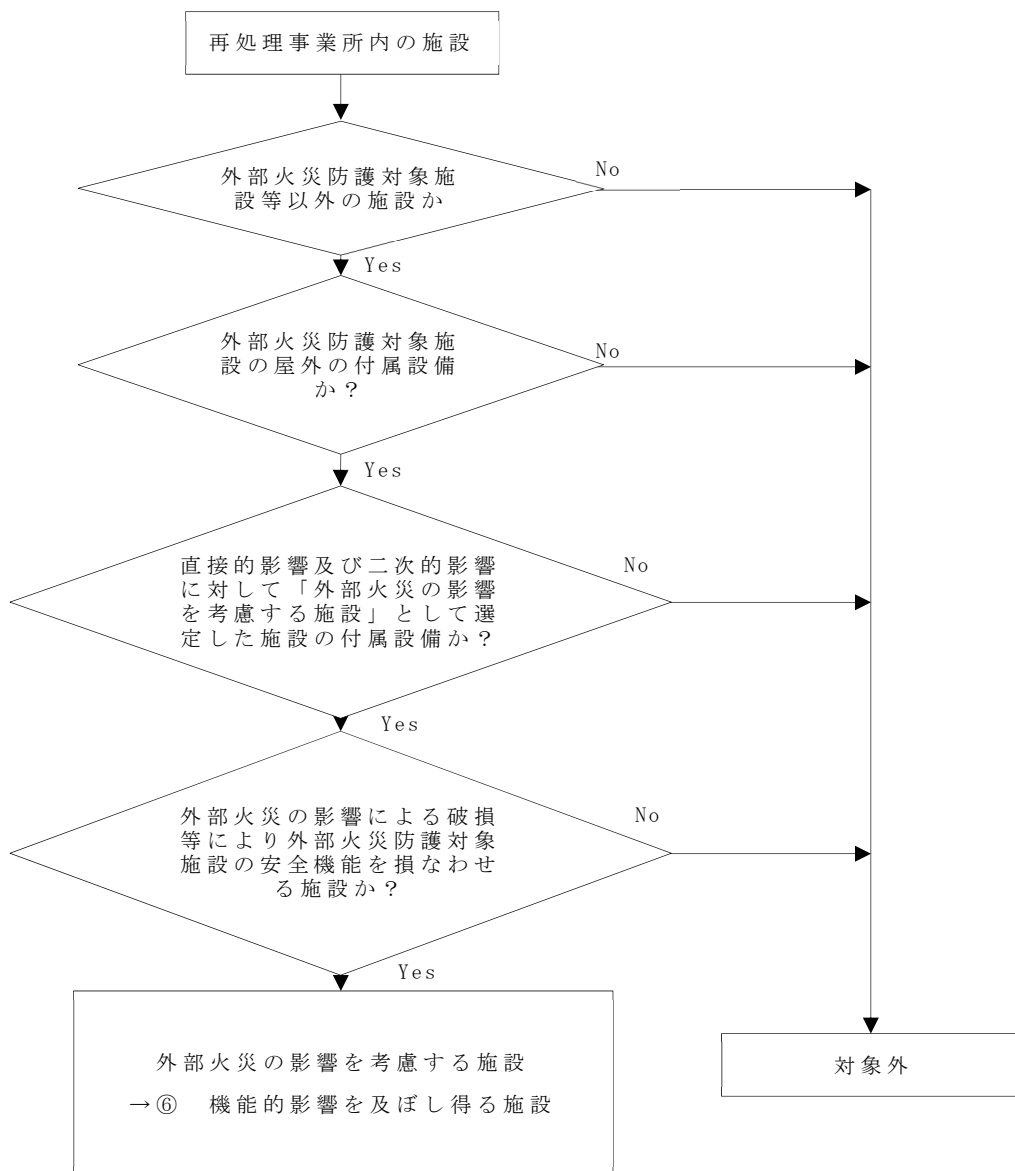 再処理事業所内の施設
外部火災防護対象施
設等以外の施設か
No
Yes
外部火災防護対象施
設の屋外の付属設備
か？
No
Yes
直接的影響及び二次的影響
に対して「外部火災の影響
を考慮する施設」として選
定した施設の付属設備か？
No
Yes
外部火災の影響による破損
等により外部火災防護対象
施設の安全機能を損なわせ
る施設か？
No
Yes
外部火災の影響を考慮する施設
→⑥　機能的影響を及ぼし得る施設
対象外